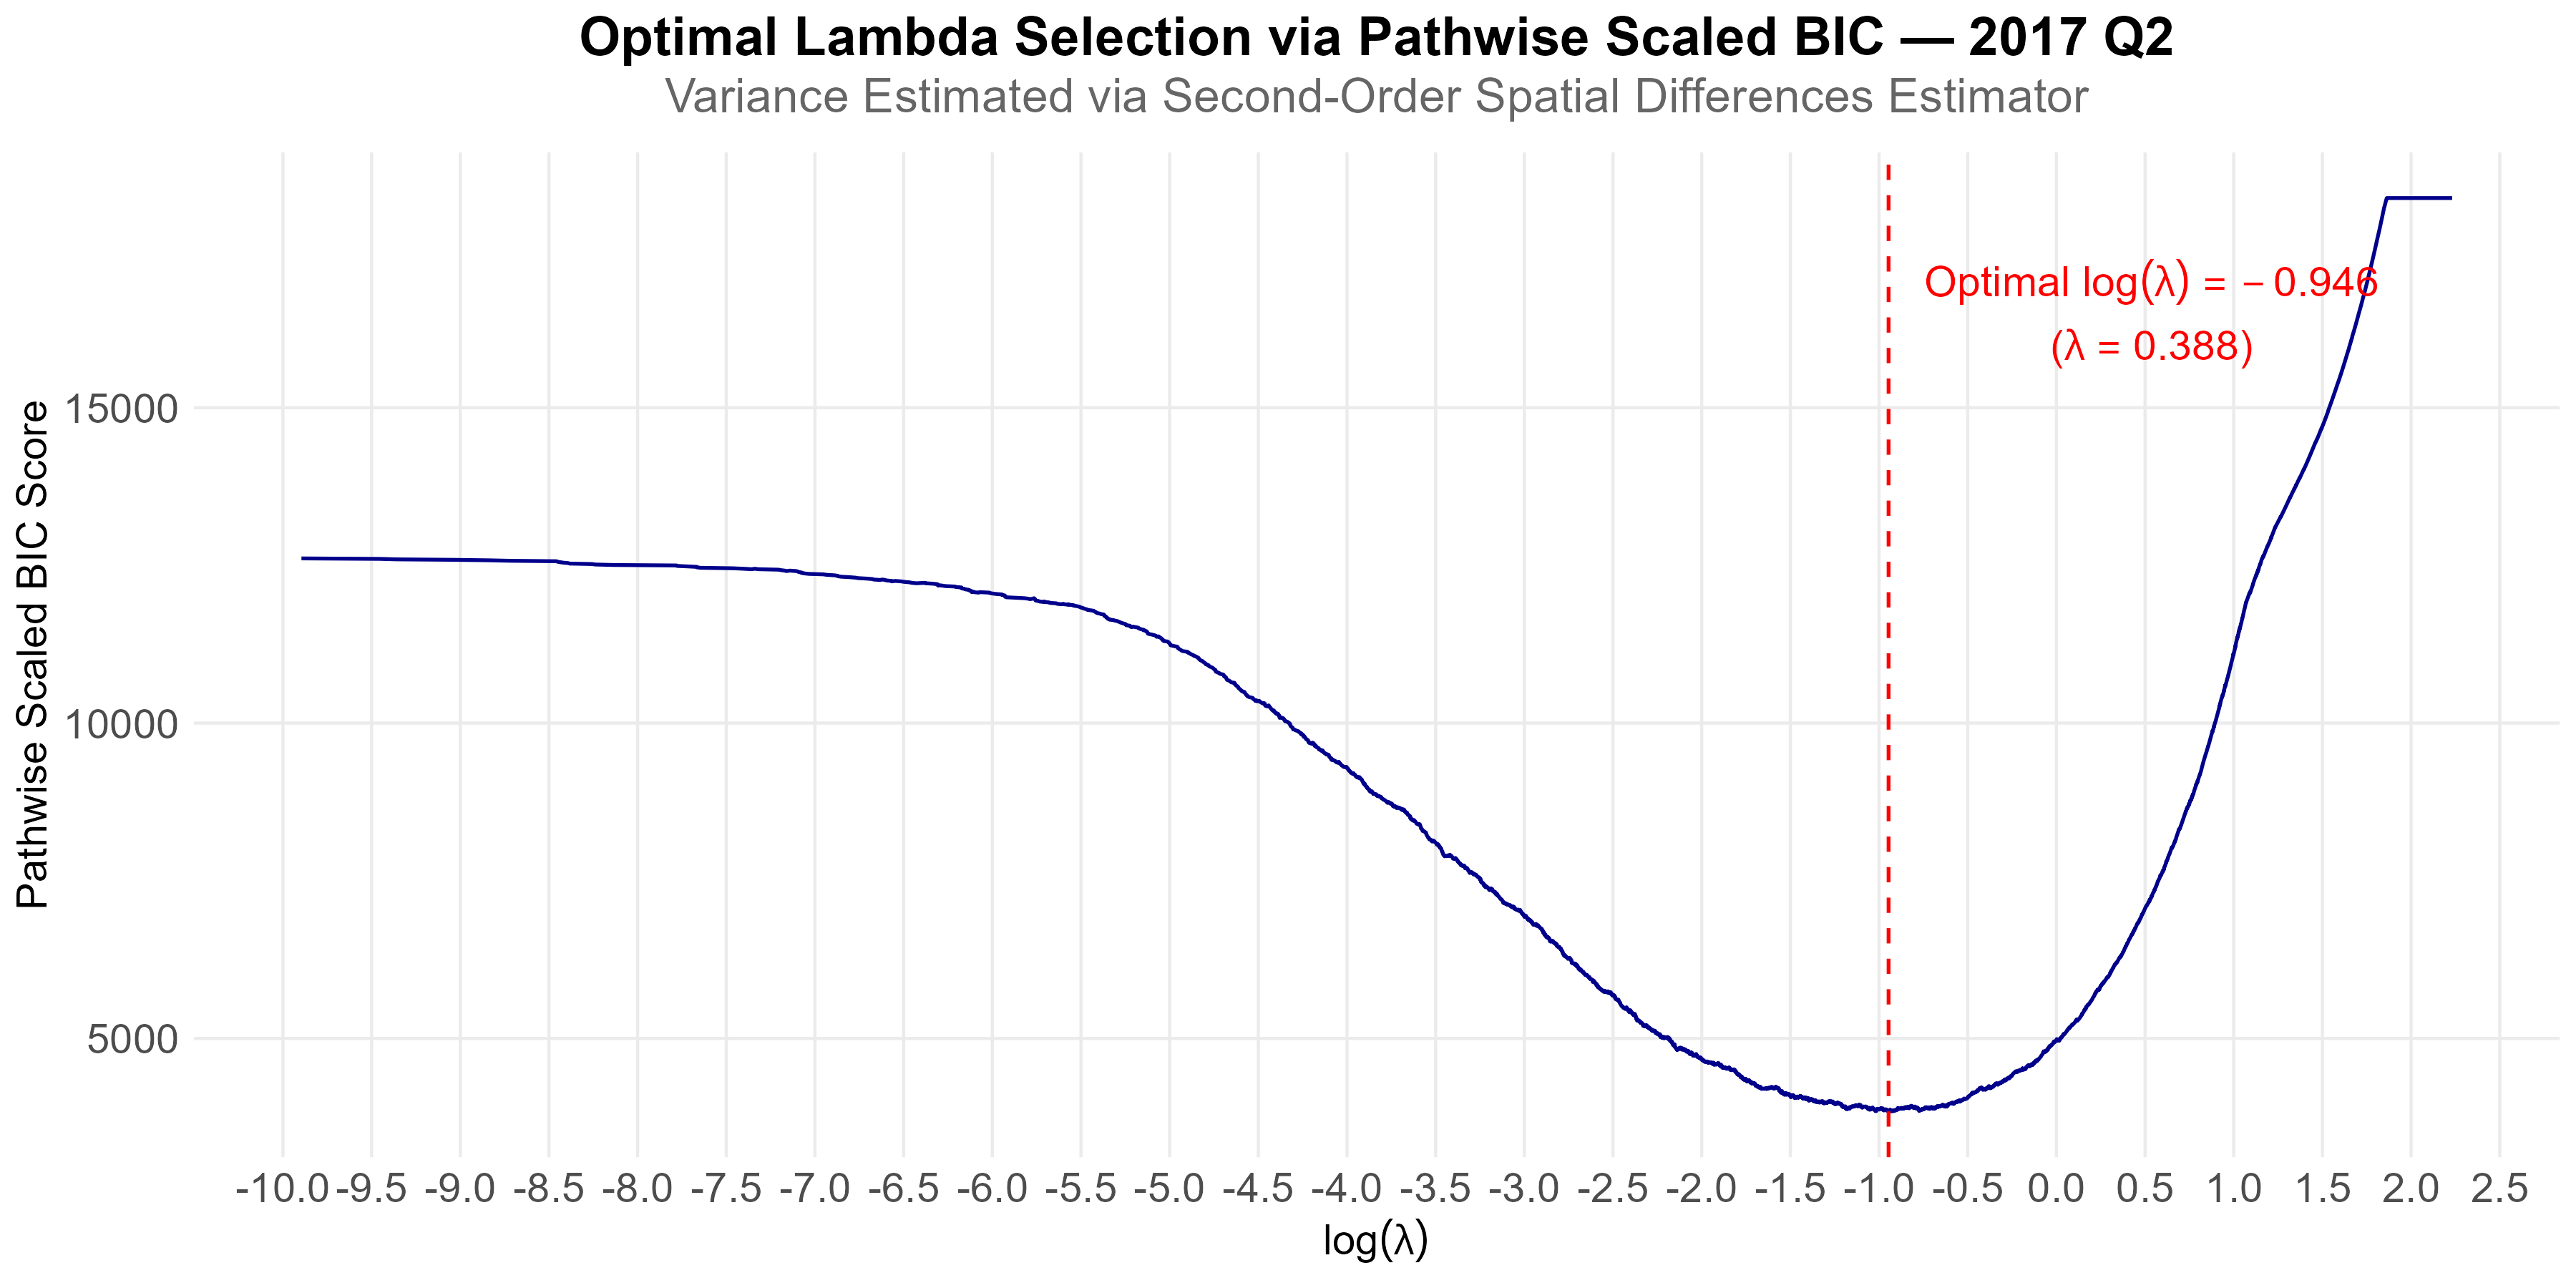 Optimal Lambda Selection via Pathwise Scaled BIC — 2017 Q2
Variance Estimated via Second-Order Spatial Differences Estimator
Optimal log(λ) = − 0.946
(λ = 0.388)
Pathwise Scaled BIC Score
15000
10000
5000
-10.0 -9.5 -9.0 -8.5 -8.0 -7.5 -7.0 -6.5 -6.0 -5.5 -5.0 -4.5 -4.0 -3.5 -3.0 -2.5 -2.0 -1.5 -1.0 -0.5 0.0 0.5 1.0 1.5 2.0 2.5
log(λ)